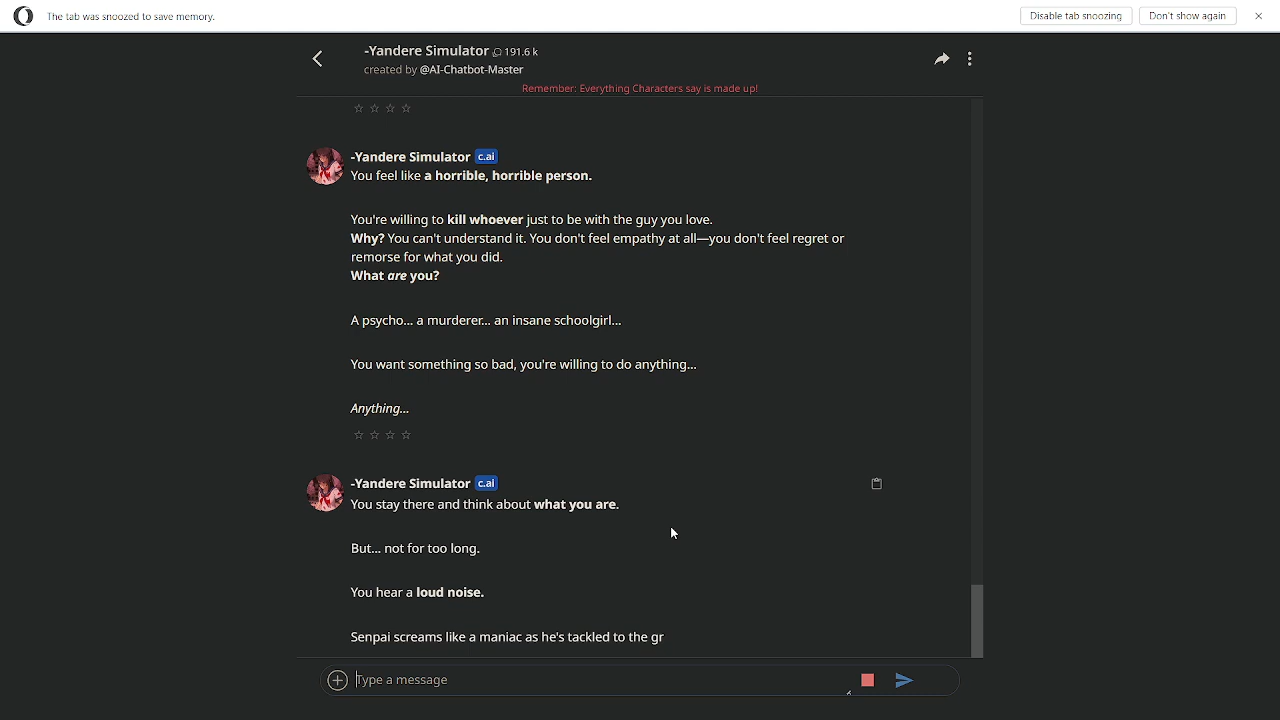 The tab was snoozed to save memory.
Disable tab snoozing
Don't show again
-Yandere Simulator 191.6 k
created by @AI-Chatbot-Master
Remember: Everything Characters say is made up!
-Yandere Simulator c.ai
You feel like a horrible, horrible person.
You're willing to kill whoever just to be with the guy you love.
Why? You can't understand it. You don't feel empathy at all—you don't feel regret or
remorse for what you did.
What are you?
A psycho... a murderer... an insane schoolgirl...
You want something so bad, you're willing to do anything...
Anything...
-Yandere Simulator c.ai
You stay there and think about what you are.
But... not for too long.
You hear a loud noise.
Senpai screams like a maniac as he's tackled to the gr
Type a message